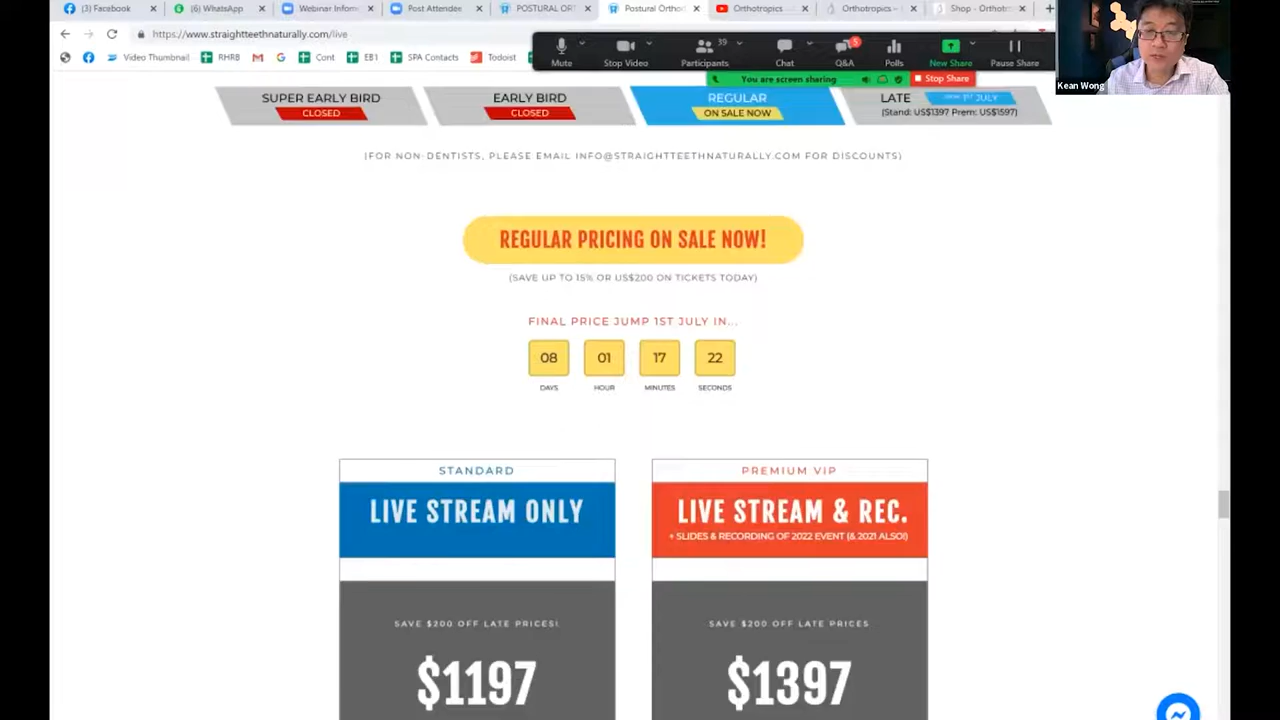 (3) Facebook
(6) WhatsApp
Webinar Inform
Post Attendee
POSTURAL ORT
Postural Orthod
Orthotropics
Orthotropics –
Shop - Orthotr
https://www.straightteethnaturally.com/live
Video Thumbnail
RHRB
Cont
EB1
SPA Contacts
Todoist
39
5
Mute
Stop Video
Participants
Chat
Q&A
Polls
New Share
Pause Share
You are screen sharing
Stop Share
Kean Wong
SUPER EARLY BIRD
CLOSED
EARLY BIRD
CLOSED
REGULAR
ON SALE NOW
LATE
1ST JULY
(Stand: US$1397 Prem: US$1597)
(FOR NON-DENTISTS, PLEASE EMAIL INFO@STRAIGHTTEETHNATURALLY.COM FOR DISCOUNTS)
REGULAR PRICING ON SALE NOW!
(SAVE UP TO 15% OR US$200 ON TICKETS TODAY)
FINAL PRICE JUMP 1ST JULY IN...
08
01
17
22
DAYS
HOUR
MINUTES
SECONDS
STANDARD
LIVE STREAM ONLY
SAVE $200 OFF LATE PRICES!
$1197
PREMIUM VIP
LIVE STREAM & REC.
+ SLIDES & RECORDING OF 2022 EVENT (& 2021 ALSO!)
SAVE $200 OFF LATE PRICES
$1397